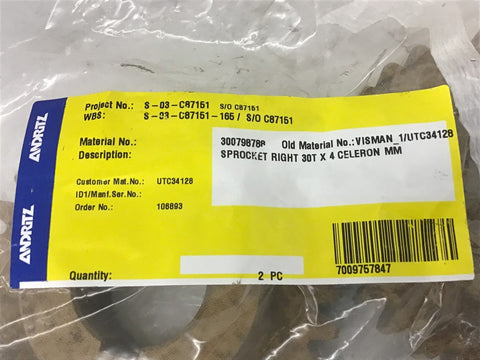 ANDRITZ
ANDRITZ
Project No.: S-03-C87151 S/O C87151
WBS: S-03-C87151-165 / S/O C87151
Material No.: 300798788 Old Material No.: VISMAN_1/UTC34128
Description: SPROCKET RIGHT 30T X 4 CELERON MM
Customer Mat.No.: UTC34128
ID1/Manf.Ser.No.:
Order No.: 106893
Quantity: 2 PC
7009757847